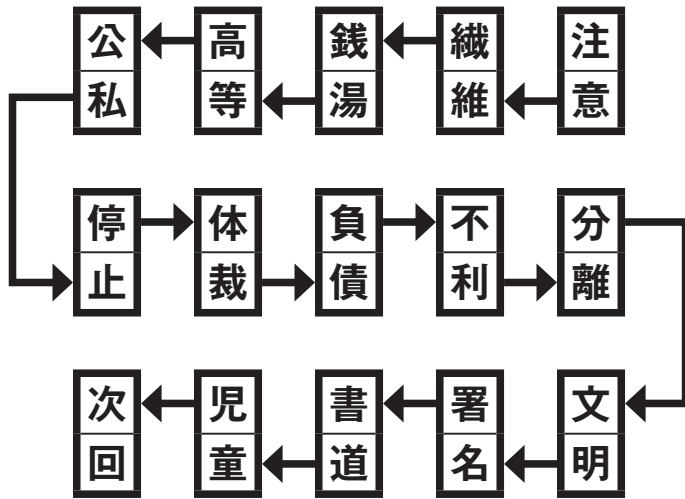 注意
繊維
銭湯
高等
公私
停止
体裁
負債
不利
分離
文明
署名
書道
児童
次回